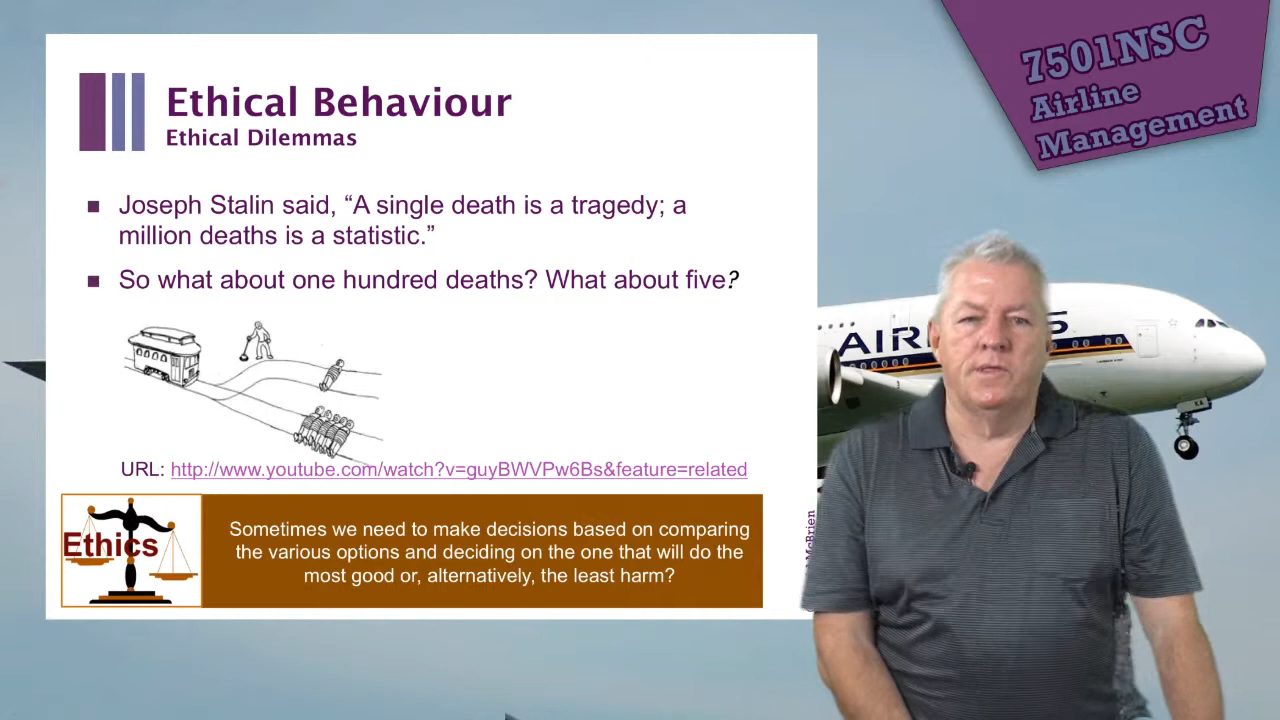 7501NSC
Airline
Management
Ethical Behaviour
Ethical Dilemmas
Joseph Stalin said, “A single death is a tragedy; a
million deaths is a statistic.”
So what about one hundred deaths? What about five?
URL: http://www.youtube.com/watch?v=guyBWVPw6Bs&feature=related
Ethics
Sometimes we need to make decisions based on comparing
the various options and deciding on the one that will do the
most good or, alternatively, the least harm?
McBrien